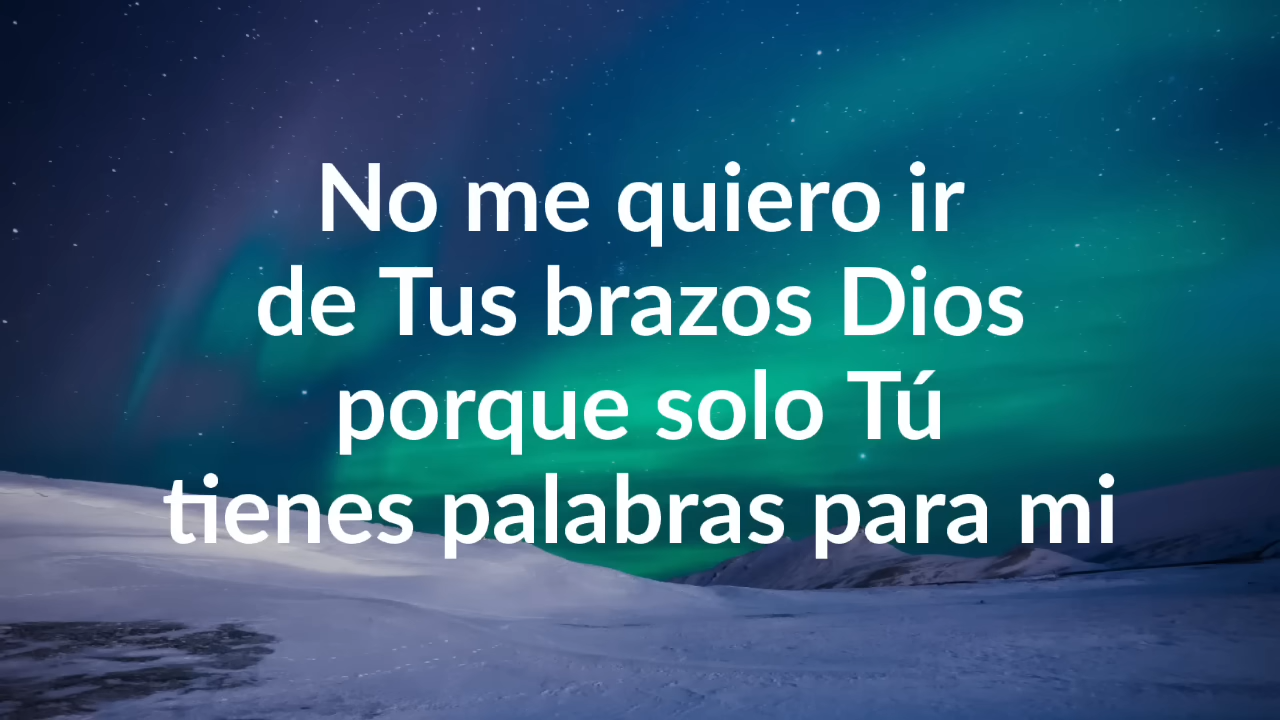 No me quiero ir
de Tus brazos Dios
porque solo Tú
tienes palabras para mi